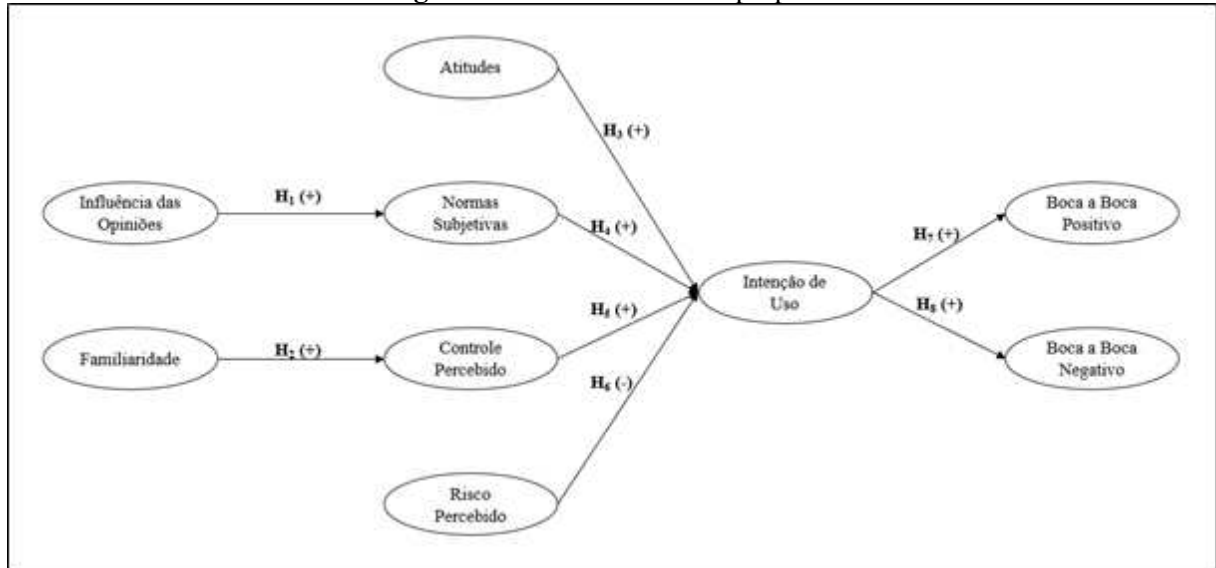 Atitudes
H3 (+)
Influência das
Opiniões
H1 (+)
Normas
Subjetivas
H4 (+)
Boca a Boca
Positivo
H7 (+)
Intenção de
Uso
H5 (+)
H8 (+)
Familiaridade
H2 (+)
Controle
Percebido
Boca a Boca
Negativo
H6 (-)
Risco
Percebido